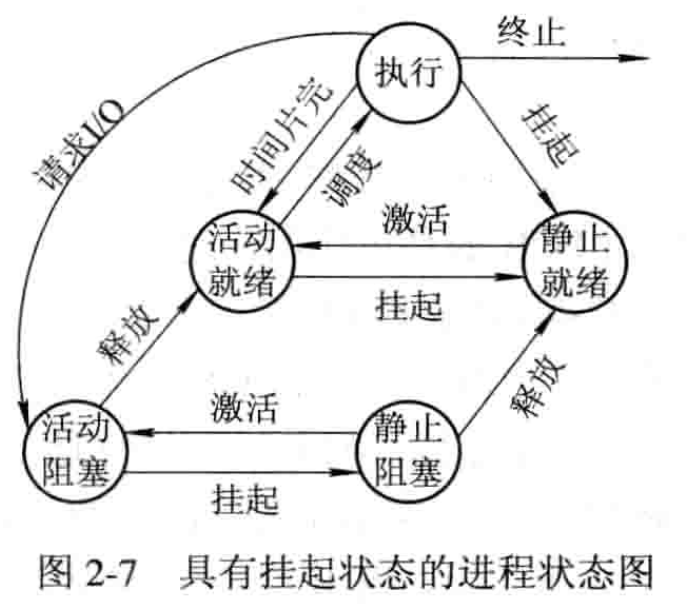 终止
执行
请求I/O
时间片完
调度
挂起
激活
活动
就绪
静止
就绪
挂起
释放
释放
激活
活动
阻塞
静止
阻塞
挂起
图 2-7 具有挂起状态的进程状态图